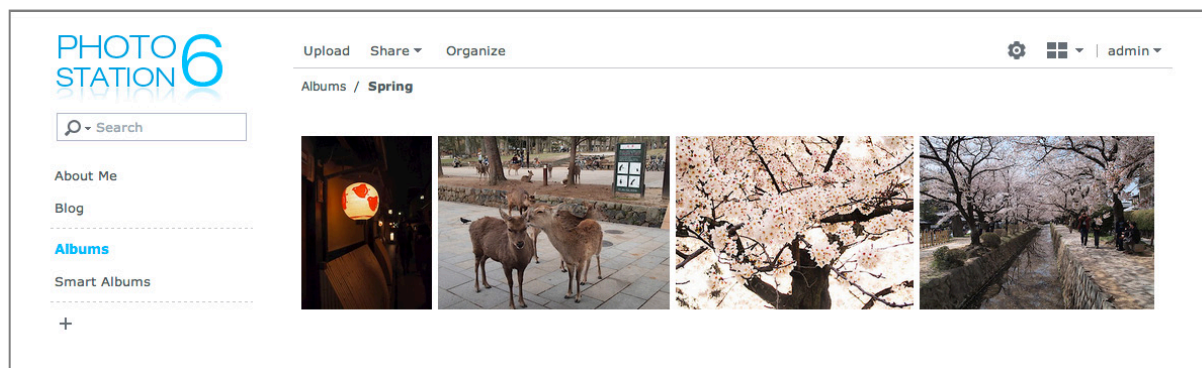 PHOTO
STATION 6
Search
About Me
Blog
Albums
Smart Albums
+
Upload Share Organize
| admin
Albums / Spring